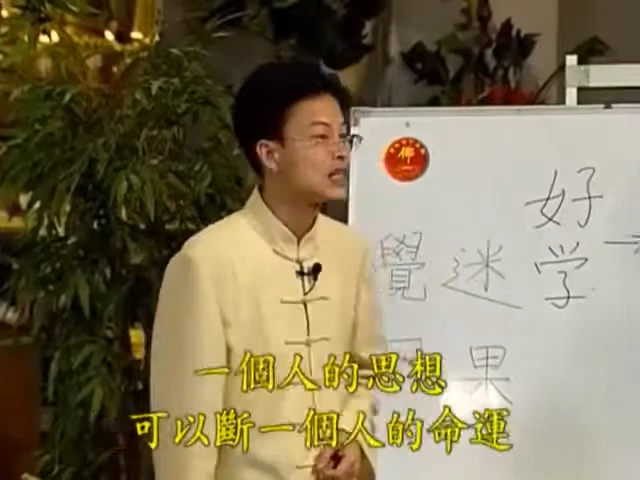 好
覺 迷 学
果
一個人的思想
可以斷一個人的命運